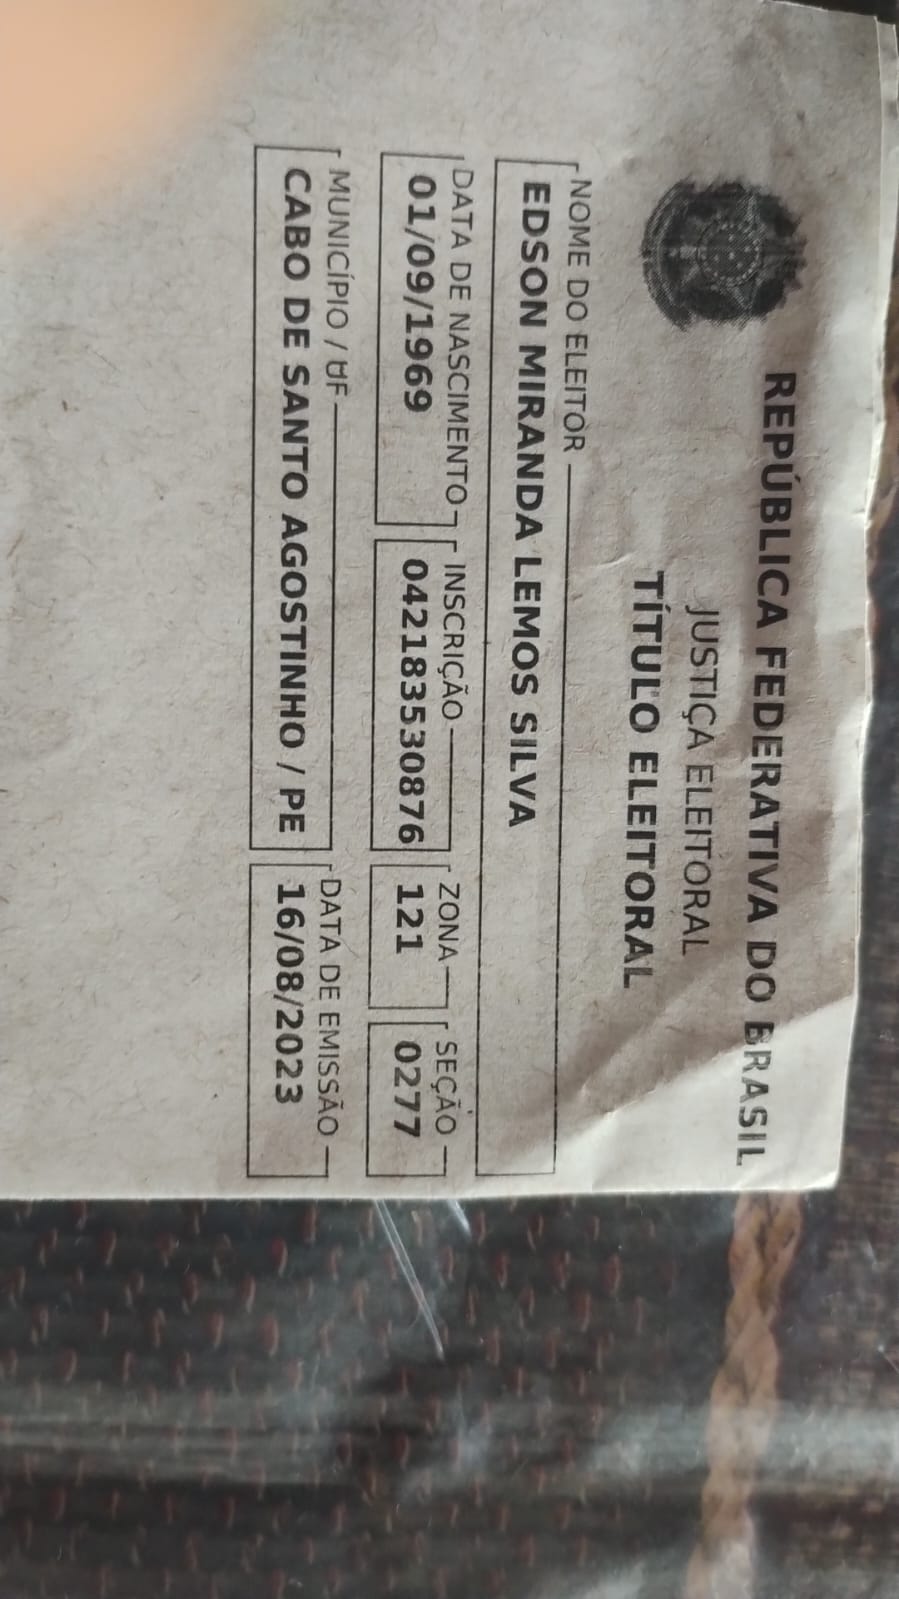 REPÚBLICA FEDERATIVA DO BRASIL
JUSTIÇA ELEITORAL
TÍTULO ELEITORAL
NOME DO ELEITOR
EDSON MIRANDA LEMOS SILVA
DATA DE NASCIMENTO INSCRIÇÃO ZONA SEÇÃO
01/09/1969 042183530876 121 0277
MUNICÍPIO / UF DATA DE EMISSÃO
CABO DE SANTO AGOSTINHO / PE 16/08/2023